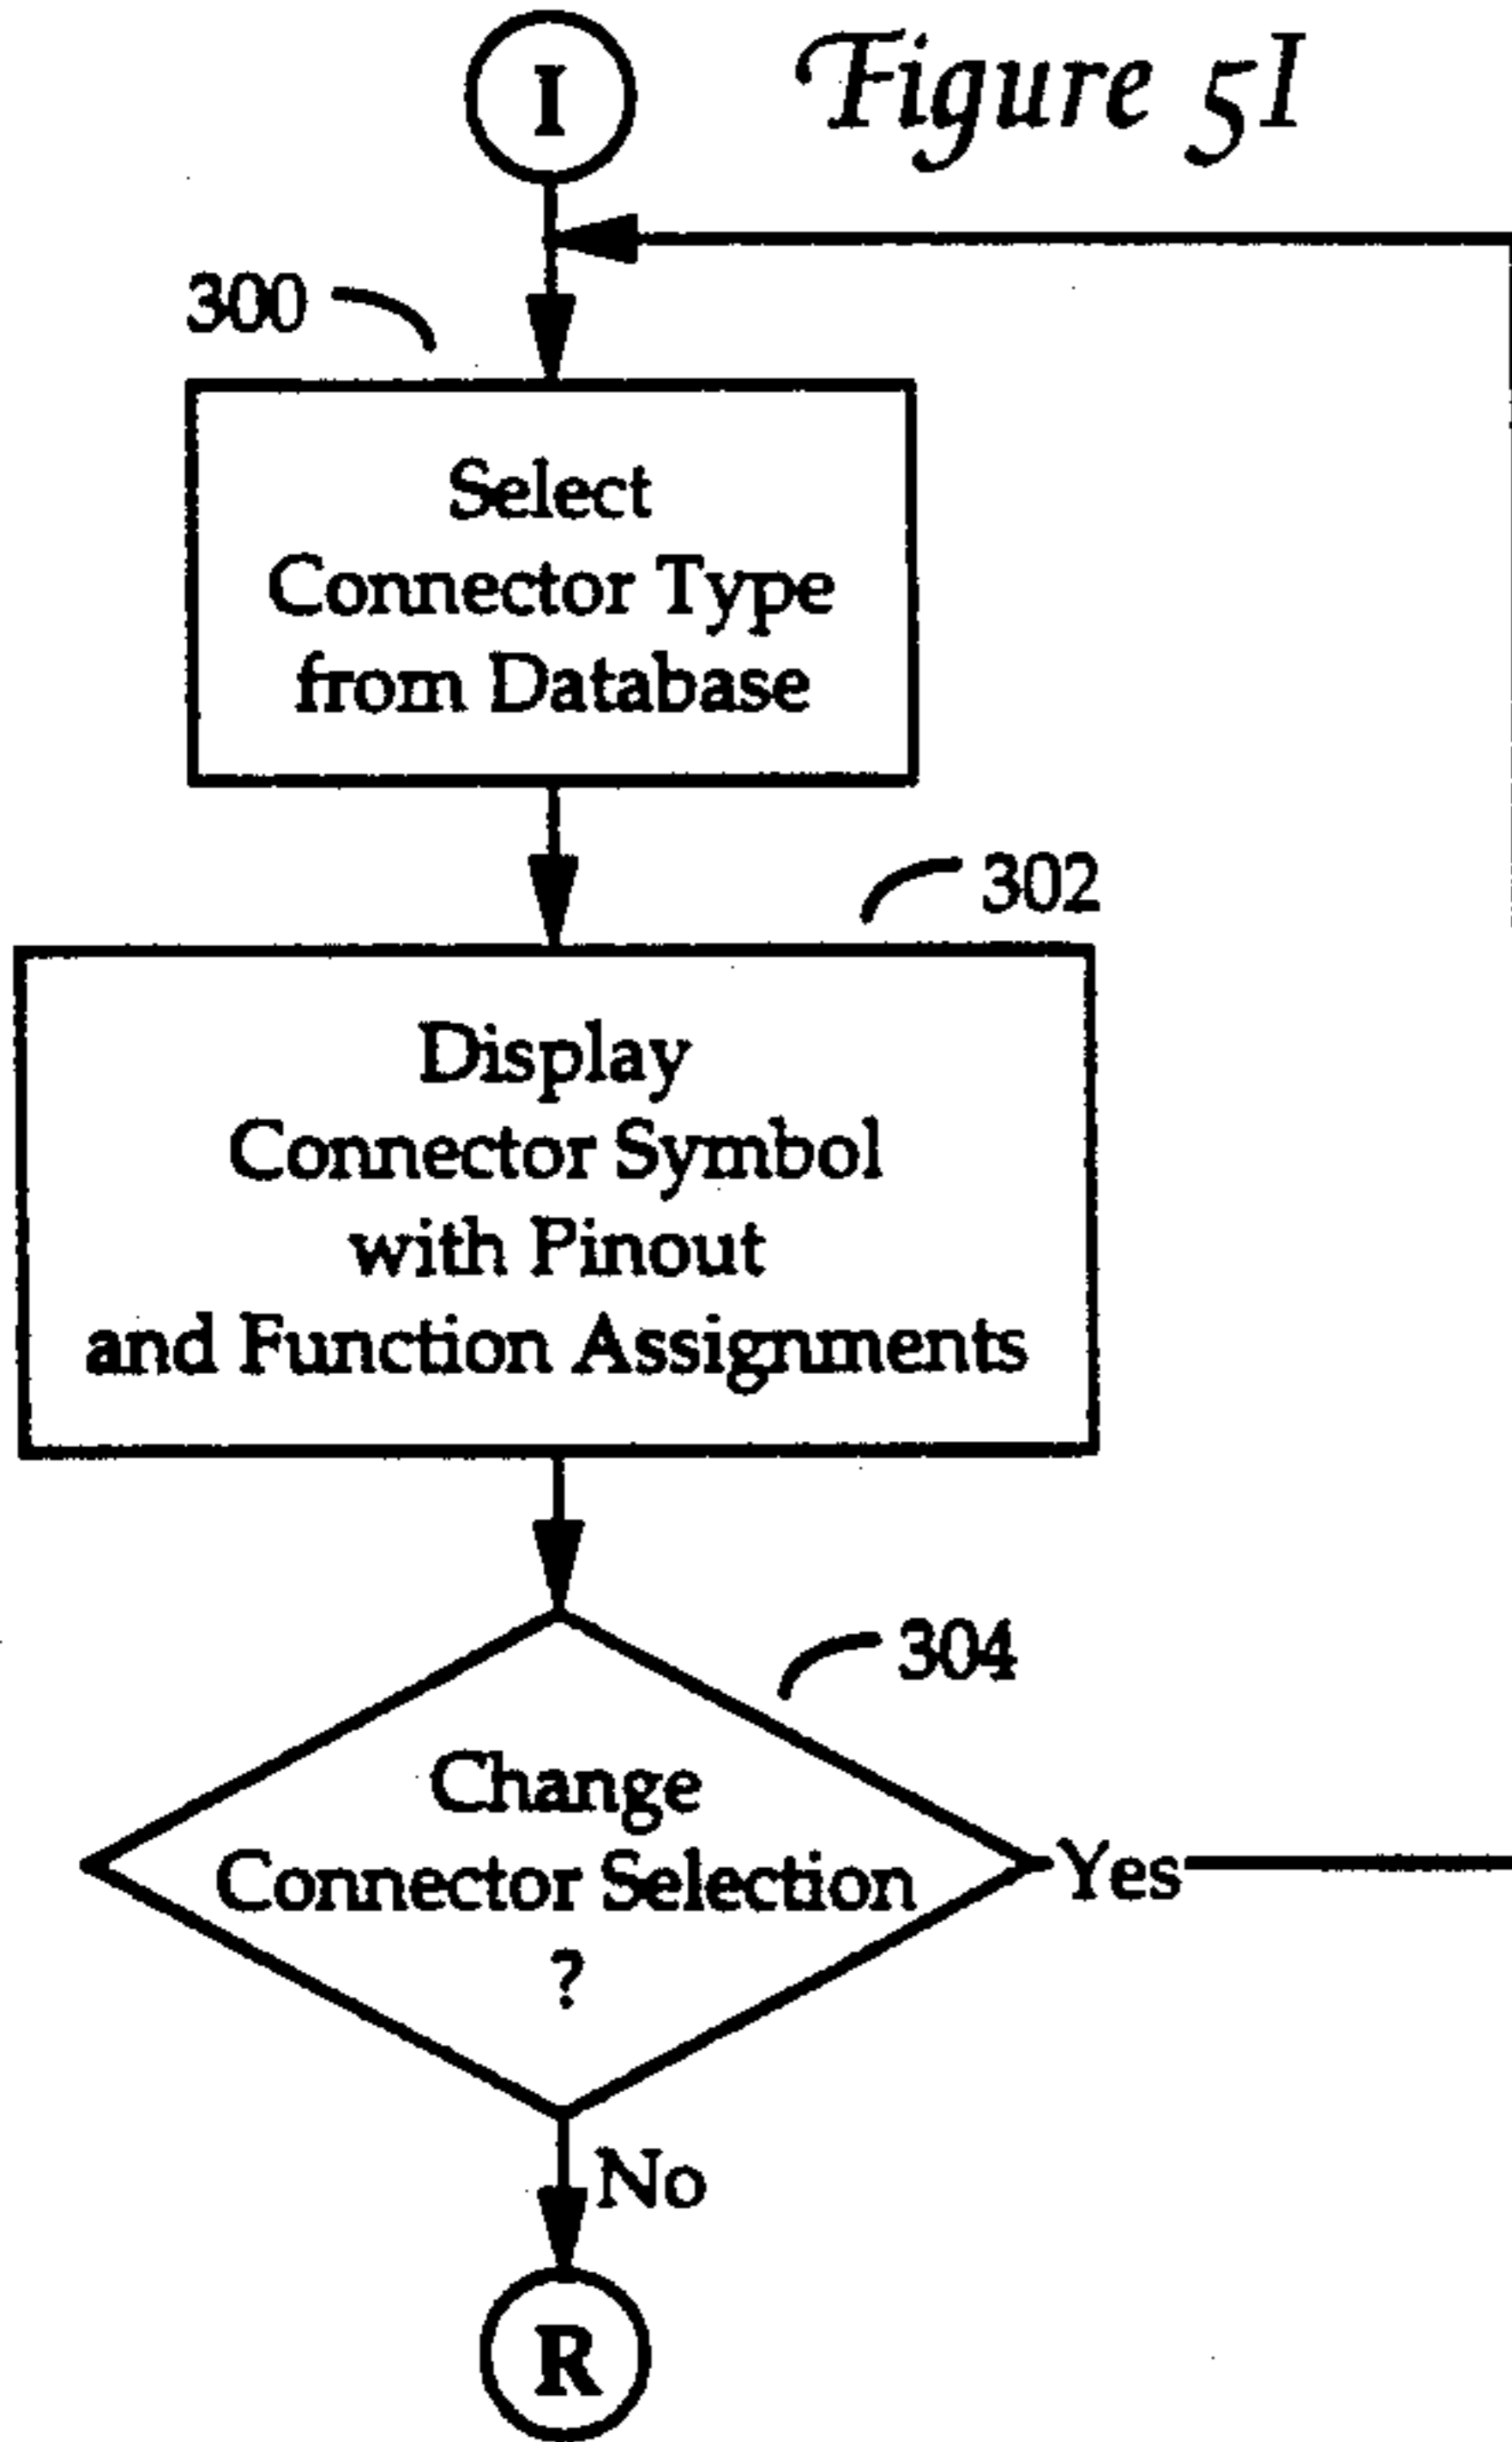 I
Figure 5I
300
Select
Connector Type
from Database
302
Display
Connector Symbol
with Pinout
and Function Assignments
304
Change
Connector Selection
?
Yes
No
R